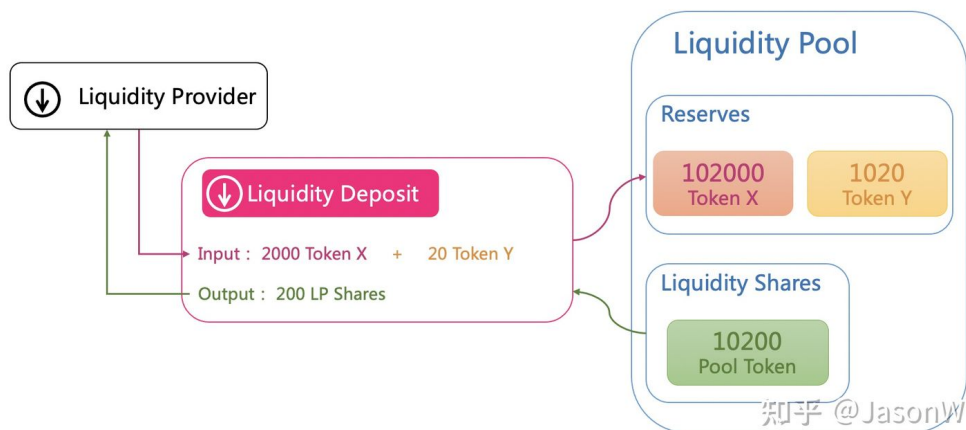 Liquidity Pool
Liquidity Provider
Reserves
102000
Token X
1020
Token Y
Liquidity Deposit
Input : 2000 Token X + 20 Token Y
Output : 200 LP Shares
Liquidity Shares
10200
Pool Token
知乎 @JasonW